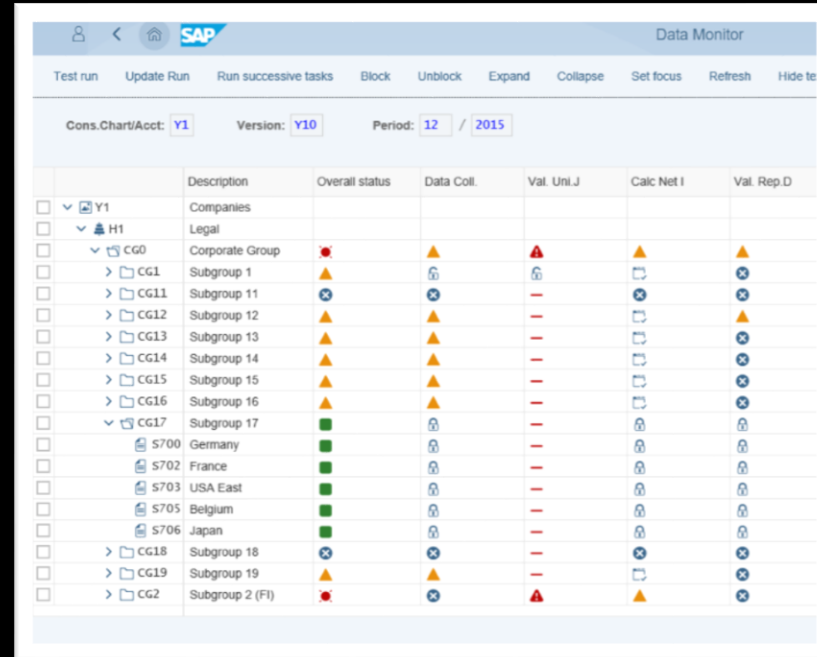 SAP Data Monitor
Test run Update Run Run successive tasks Block Unblock Expand Collapse Set focus Refresh Hide te
Cons.Chart/Acct: Y1 Version: Y10 Period: 12 / 2015
Description Overall status Data Coll. Val. Uni.J Calc Net I Val. Rep.D
Y1 Companies
H1 Legal
CG0 Corporate Group
CG1 Subgroup 1
CG11 Subgroup 11
CG12 Subgroup 12
CG13 Subgroup 13
CG14 Subgroup 14
CG15 Subgroup 15
CG16 Subgroup 16
CG17 Subgroup 17
S700 Germany
S702 France
S703 USA East
S705 Belgium
S706 Japan
CG18 Subgroup 18
CG19 Subgroup 19
CG2 Subgroup 2 (FI)